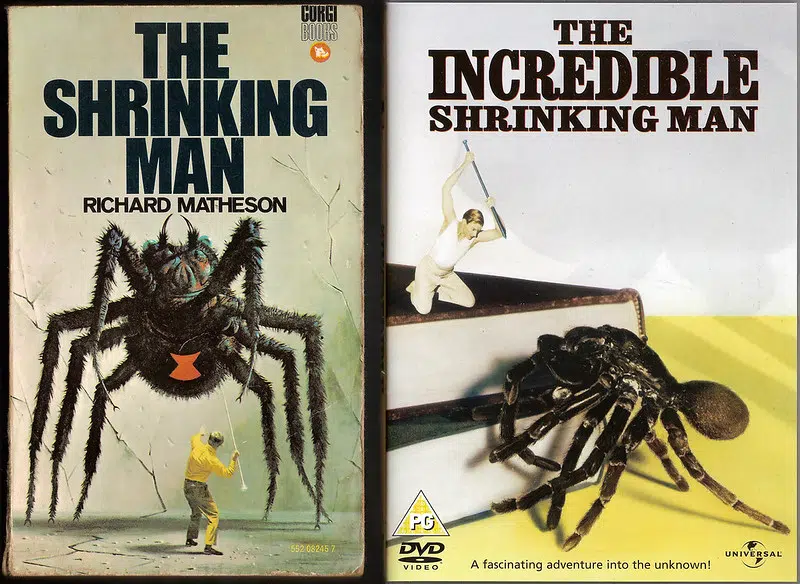 CORGI
BOOKS
THE
SHRINKING
MAN
RICHARD MATHESON
552 08245 7
THE
INCREDIBLE
SHRINKING MAN
PG
DVD
VIDEO
A fascinating adventure into the unknown!
UNIVERSAL